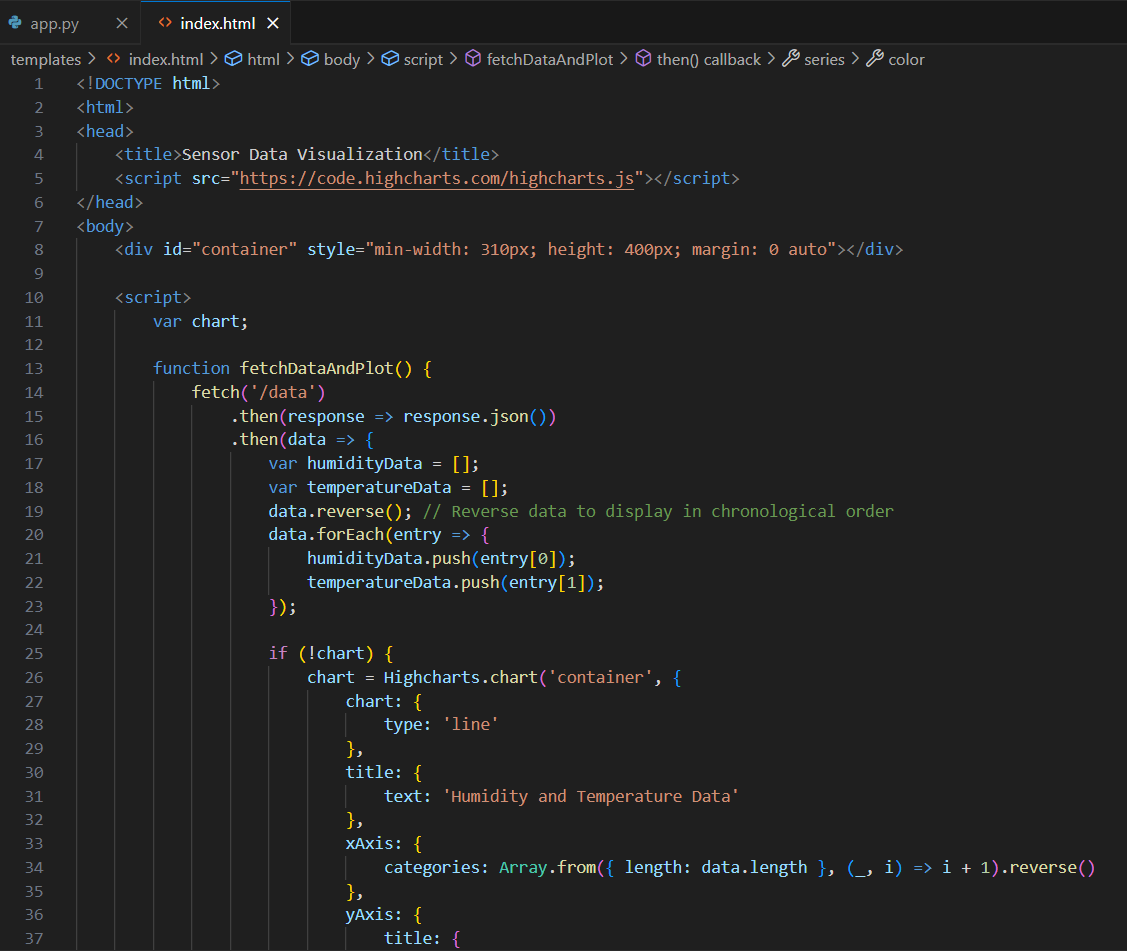 app.py index.html
templates > index.html > html > body > script > fetchDataAndPlot > then() callback > series > color
1 <!DOCTYPE html>
2 <html>
3 <head>
4     <title>Sensor Data Visualization</title>
5     <script src="https://code.highcharts.com/highcharts.js"></script>
6 </head>
7 <body>
8     <div id="container" style="min-width: 310px; height: 400px; margin: 0 auto"></div>
9
10     <script>
11         var chart;
12
13         function fetchDataAndPlot() {
14             fetch('/data')
15                 .then(response => response.json())
16                 .then(data => {
17                     var humidityData = [];
18                     var temperatureData = [];
19                     data.reverse(); // Reverse data to display in chronological order
20                     data.forEach(entry => {
21                         humidityData.push(entry[0]);
22                         temperatureData.push(entry[1]);
23                     });
24
25                     if (!chart) {
26                         chart = Highcharts.chart('container', {
27                             chart: {
28                                 type: 'line'
29                             },
30                             title: {
31                                 text: 'Humidity and Temperature Data'
32                             },
33                             xAxis: {
34                                 categories: Array.from({ length: data.length }, (_, i) => i + 1).reverse()
35                             },
36                             yAxis: {
37                                 title: {